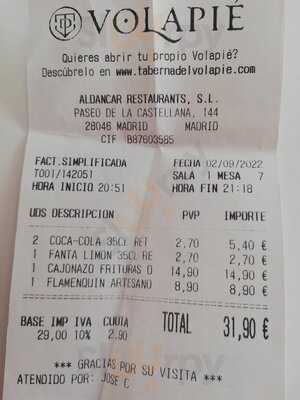 VOLAPIÉ
Quieres abrir tu propio Volapié?
Descúbrelo en www.tabernadelvolapie.com
ALDANCAR RESTAURANTS, S.L.
PASEO DE LA CASTELLANA, 144
28046 MADRID MADRID
CIF B87603585
FACT.SIMPLIFICADA FECHA 02/09/2022
T001/142051 SALA 1 MESA 7
HORA INICIO 20:51 HORA FIN 21:18
UDS DESCRIPCION PVP IMPORTE
2 COCA-COLA 35CL RET 2,70 5,40 €
1 FANTA LIMON 35CL RE 2,70 2,70 €
1 CAJONAZO FRITURAS D 14,90 14,90 €
1 FLAMENQUIN ARTESANO 8,90 8,90 €
BASE IMP IVA CUOTA TOTAL 31,90 €
29,00 10% 2,90
*** GRACIAS POR SU VISITA ***
ATENDIDO POR: JOSE C